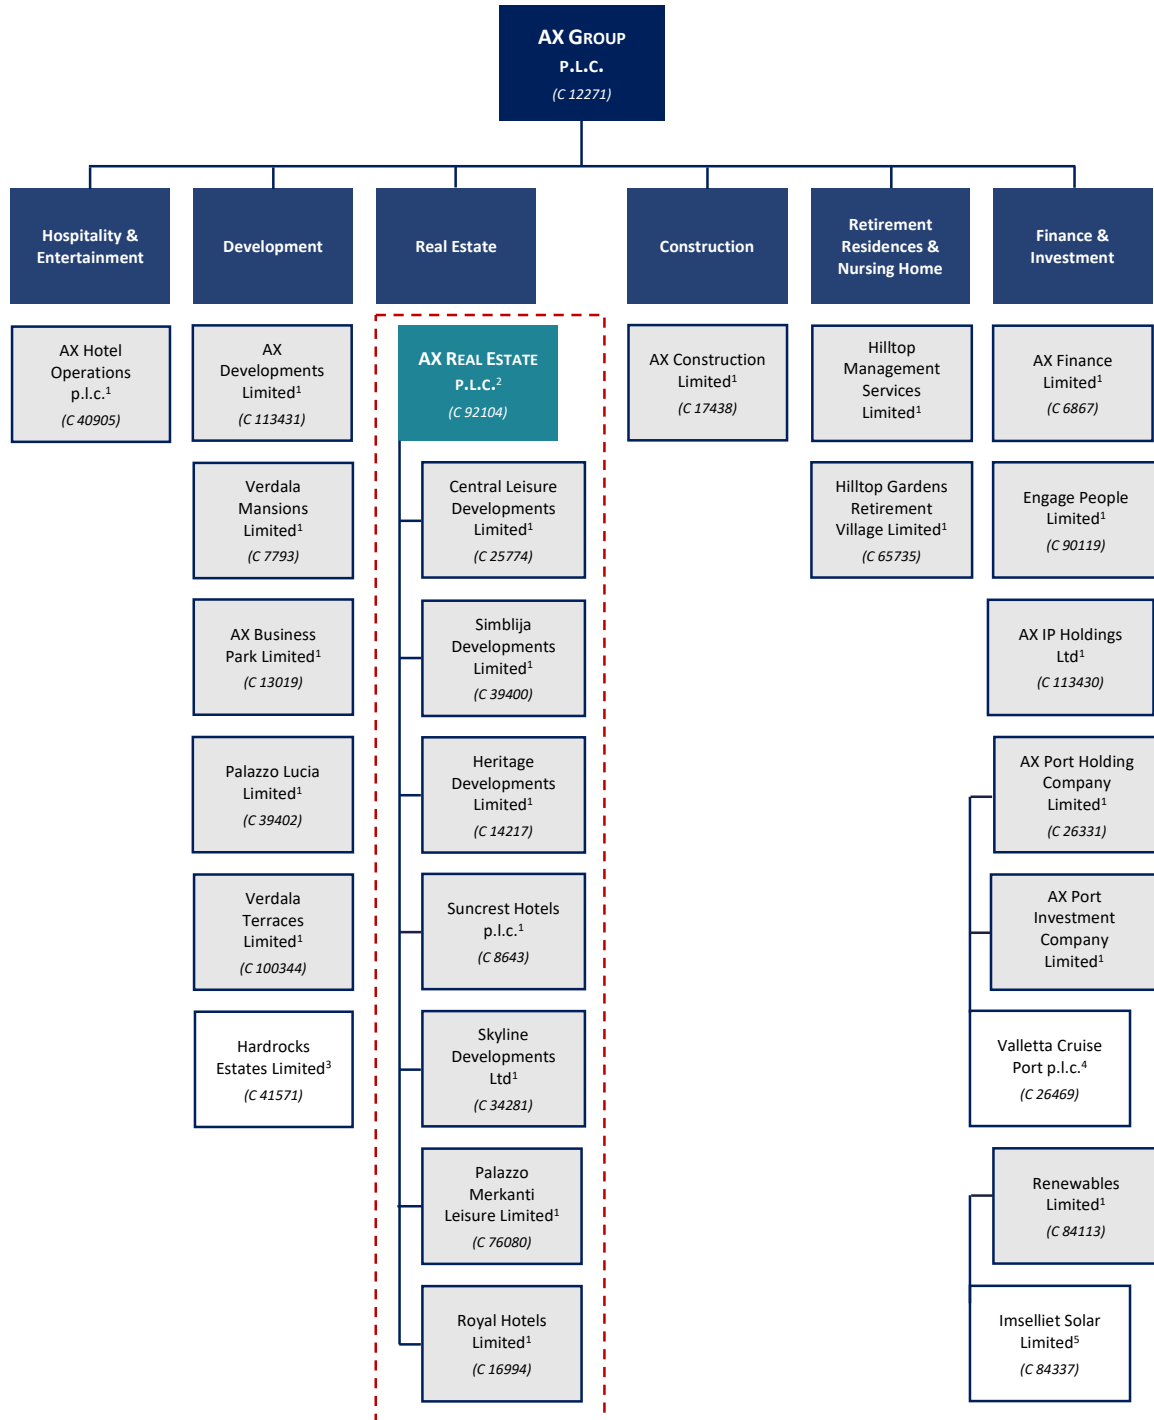 AX GROUP
P.L.C.
(C 12271)
Hospitality &
Entertainment
Development
Real Estate
Construction
Retirement
Residences &
Nursing Home
Finance &
Investment
AX Hotel
Operations
p.l.c.¹
(C 40905)
AX
Developments
Limited¹
(C 113431)
Verdala
Mansions
Limited¹
(C 7793)
AX Business
Park Limited¹
(C 13019)
Palazzo Lucia
Limited¹
(C 39402)
Verdala
Terraces
Limited¹
(C 100344)
Hardrocks
Estates Limited³
(C 41571)
AX REAL ESTATE
P.L.C.²
(C 92104)
Central Leisure
Developments
Limited¹
(C 25774)
Simblija
Developments
Limited¹
(C 39400)
Heritage
Developments
Limited¹
(C 14217)
Suncrest Hotels
p.l.c.¹
(C 8643)
Skyline
Developments
Ltd¹
(C 34281)
Palazzo
Merkanti
Leisure Limited¹
(C 76080)
Royal Hotels
Limited¹
(C 16994)
AX Construction
Limited¹
(C 17438)
Hilltop
Management
Services
Limited¹
Hilltop Gardens
Retirement
Village Limited¹
(C 65735)
AX Finance
Limited¹
(C 6867)
Engage People
Limited¹
(C 90119)
AX IP Holdings
Ltd¹
(C 113430)
AX Port Holding
Company
Limited¹
(C 26331)
AX Port
Investment
Company
Limited¹
Valletta Cruise
Port p.l.c.⁴
(C 26469)
Renewables
Limited¹
(C 84113)
Imselliet Solar
Limited⁵
(C 84337)